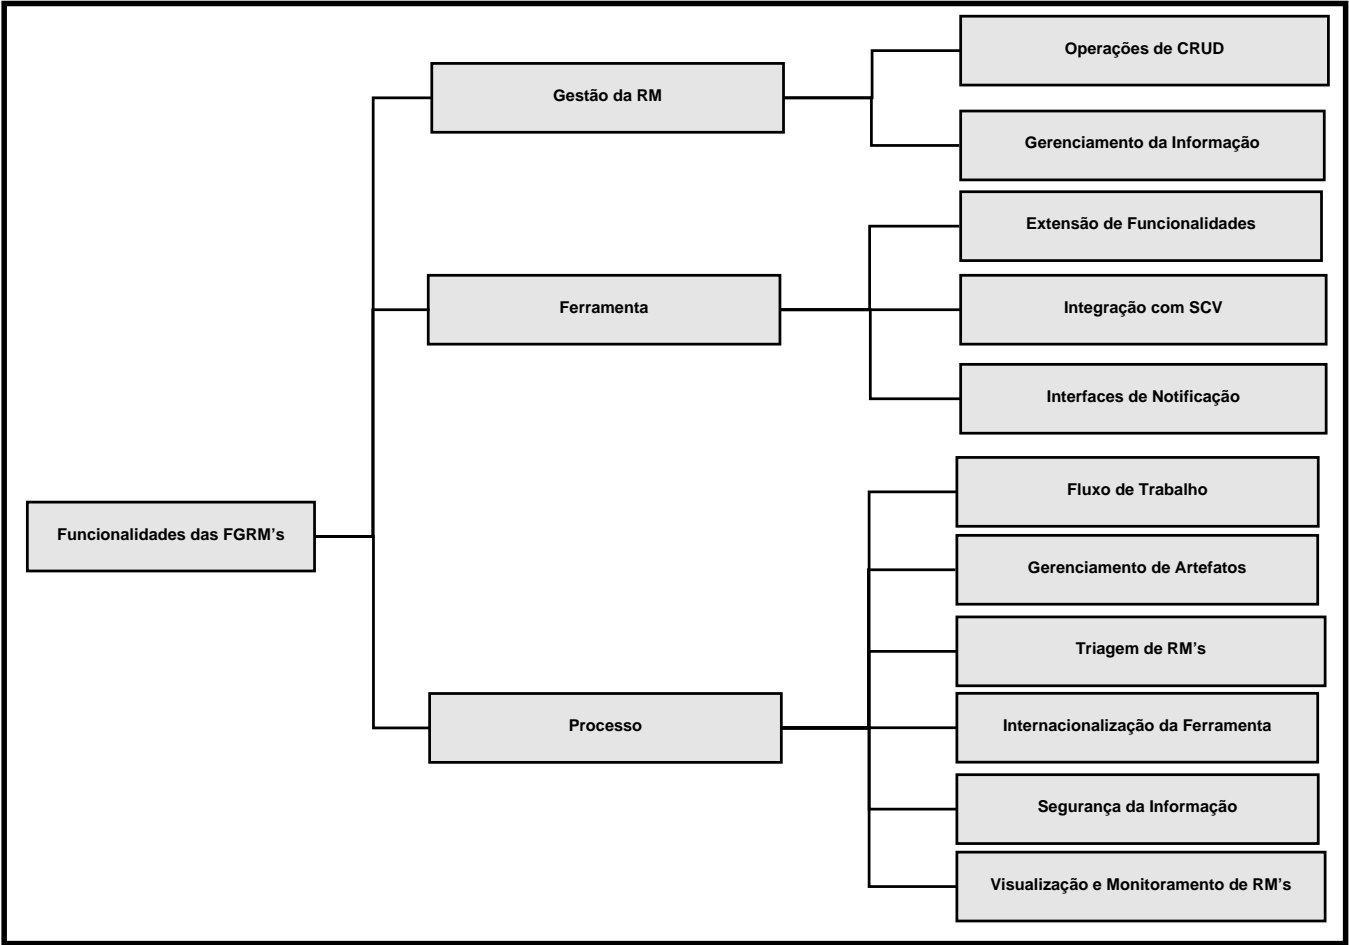 Operações de CRUD
Gestão da RM
Gerenciamento da Informação
Extensão de Funcionalidades
Ferramenta
Integração com SCV
Interfaces de Notificação
Fluxo de Trabalho
Funcionalidades das FGRM’s
Gerenciamento de Artefatos
Triagem de RM’s
Processo
Internacionalização da Ferramenta
Segurança da Informação
Visualização e Monitoramento de RM’s